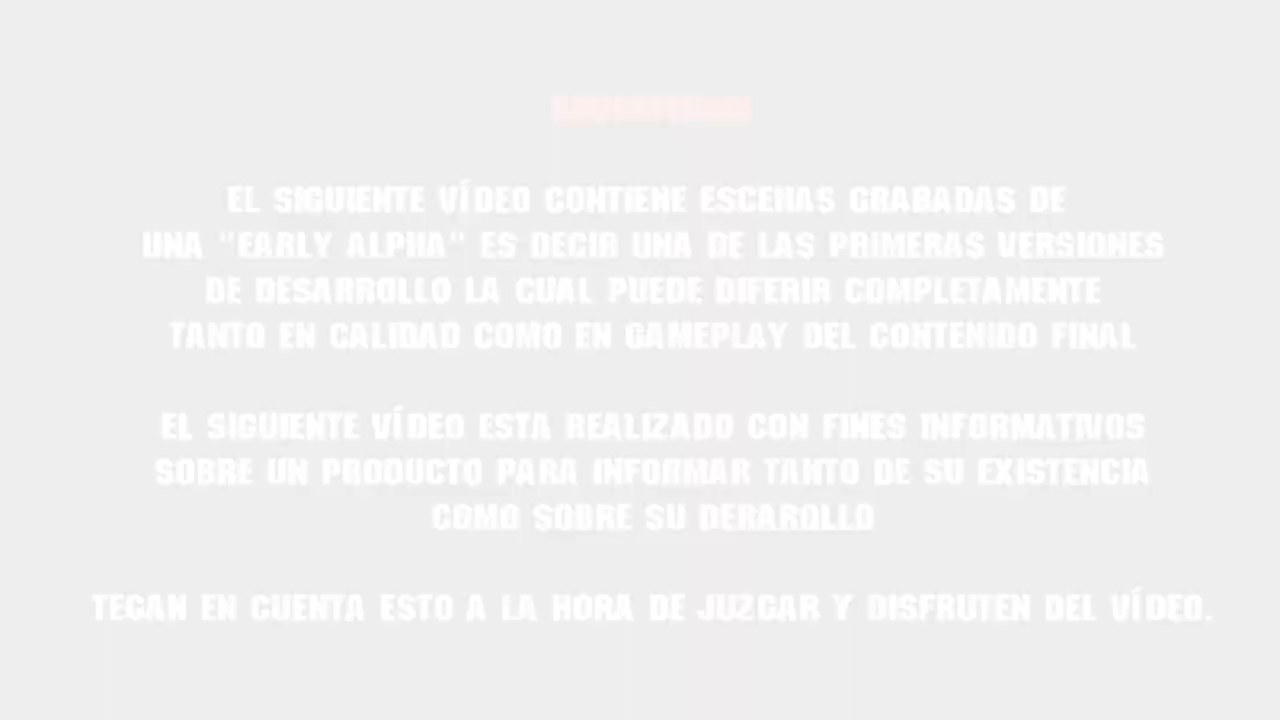 EL SIGUIENTE VÍDEO CONTIENE ESCENAS GRABADAS DE
UNA "EARLY ALPHA" ES DECIR UNA DE LAS PRIMERAS VERSIONES
DE DESARROLLO LA CUAL PUEDE DIFERIR COMPLETAMENTE
TANTO EN CALIDAD COMO EN GAMEPLAY DEL CONTENIDO FINAL
EL SIGUIENTE VÍDEO ESTA REALIZADO CON FINES INFORMATIVOS
SOBRE UN PRODUCTO PARA INFORMAR TANTO DE SU EXISTENCIA
COMO SOBRE SU DERAROLLO
TEGAN EN CUENTA ESTO A LA HORA DE JUZGAR Y DISFRUTEN DEL VÍDEO.